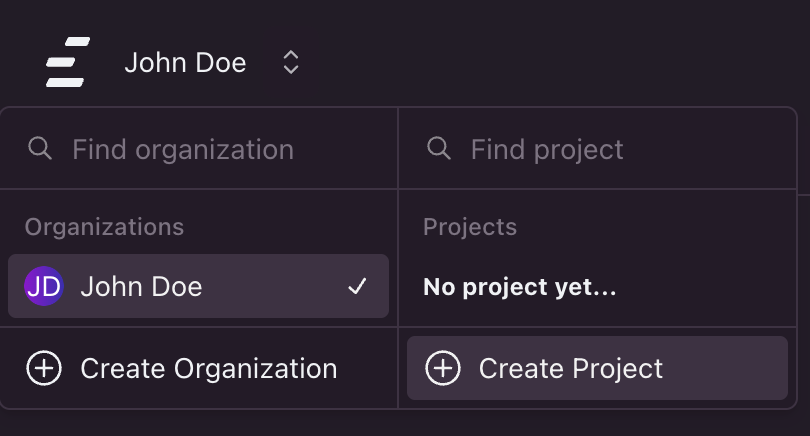 John Doe
Find organization
Find project
Organizations
Projects
JD John Doe
No project yet...
Create Organization
Create Project